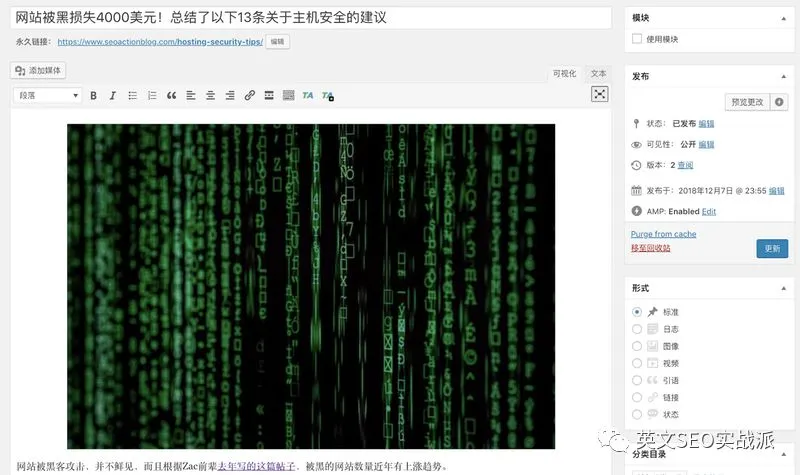 网站被黑损失4000美元！总结了以下13条关于主机安全的建议
永久链接： https://www.seoactionblog.com/hosting-security-tips/ 编辑
添加媒体
可视化 文本
段落 B I TA TA
网站被黑客攻击，并不鲜见，而且根据Zac前辈去年写的这篇帖子，被黑的网站数量近年有上涨趋势。
模块
使用模块
发布
预览更改
状态： 已发布 编辑
可见性： 公开 编辑
版本： 2 查阅
发布于：2018年12月7日 @ 23:55 编辑
AMP: Enabled Edit
Purge from cache
移至回收站
更新
形式
标准
日志
图像
视频
引语
链接
状态
分类目录
英文SEO实战派